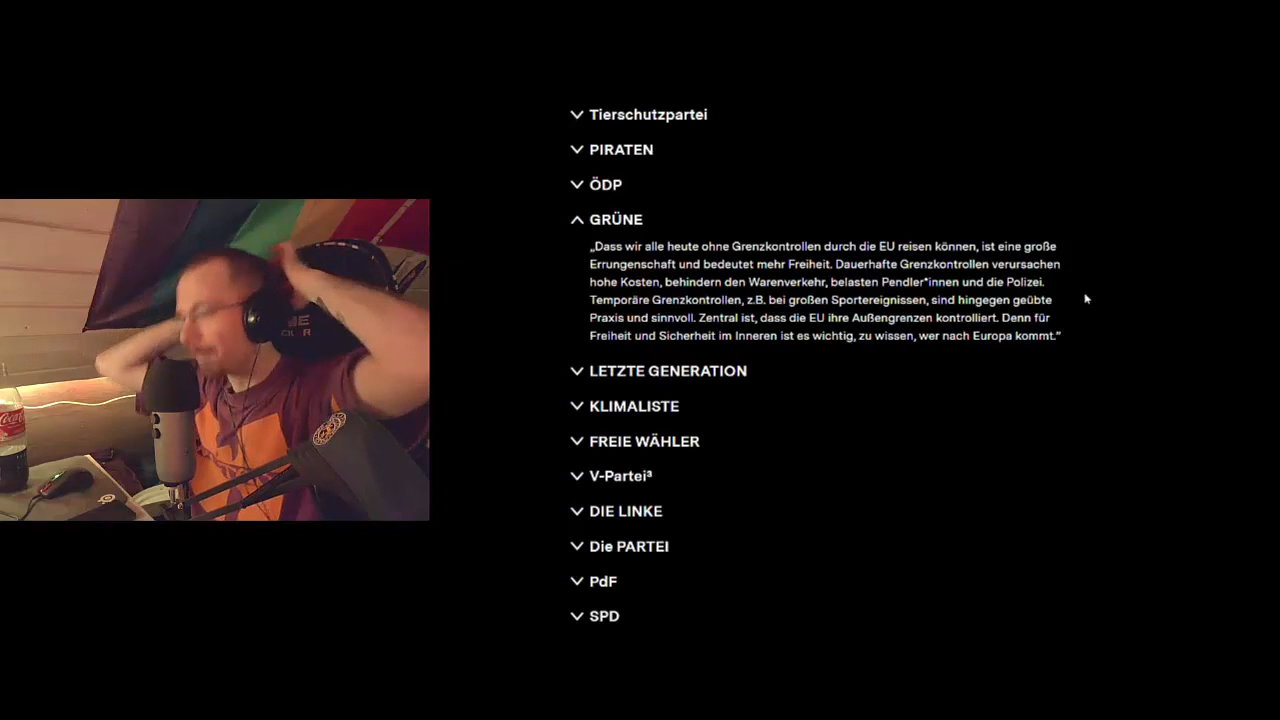 Tierschutzpartei
PIRATEN
ÖDP
GRÜNE
„Dass wir alle heute ohne Grenzkontrollen durch die EU reisen können, ist eine große
Errungenschaft und bedeutet mehr Freiheit. Dauerhafte Grenzkontrollen verursachen
hohe Kosten, behindern den Warenverkehr, belasten Pendler*innen und die Polizei.
Temporäre Grenzkontrollen, z.B. bei großen Sportereignissen, sind hingegen geübte
Praxis und sinnvoll. Zentral ist, dass die EU ihre Außengrenzen kontrolliert. Denn für
Freiheit und Sicherheit im Inneren ist es wichtig, zu wissen, wer nach Europa kommt.”
LETZTE GENERATION
KLIMALISTE
FREIE WÄHLER
V-Partei³
DIE LINKE
Die PARTEI
PdF
SPD